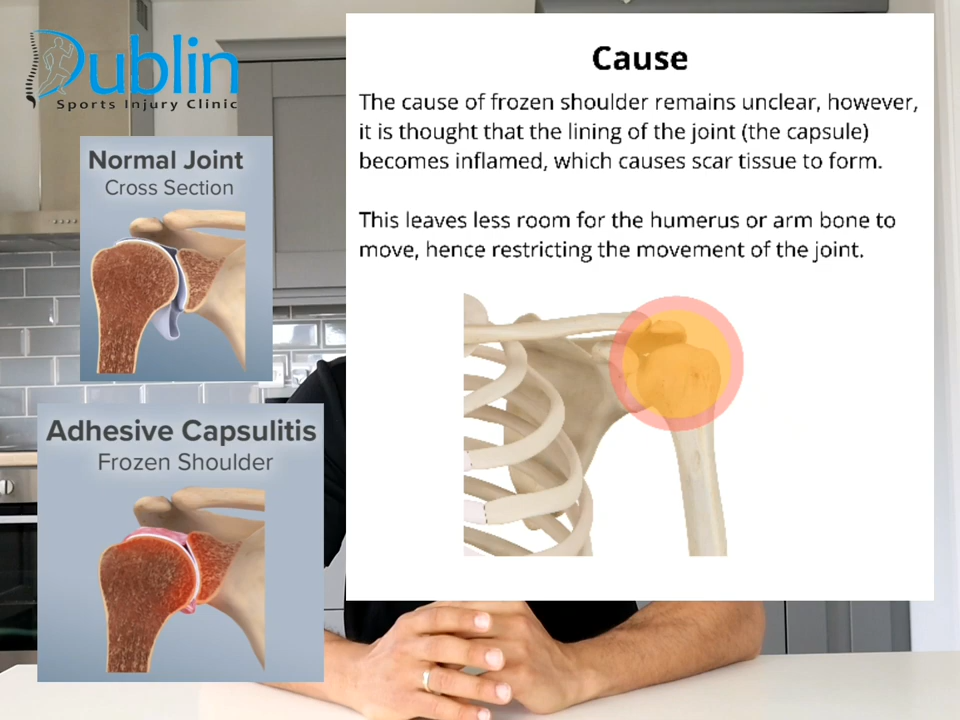 Dublin
Sports Injury Clinic
Normal Joint
Cross Section
Adhesive Capsulitis
Frozen Shoulder
Cause
The cause of frozen shoulder remains unclear, however,
it is thought that the lining of the joint (the capsule)
becomes inflamed, which causes scar tissue to form.
This leaves less room for the humerus or arm bone to
move, hence restricting the movement of the joint.